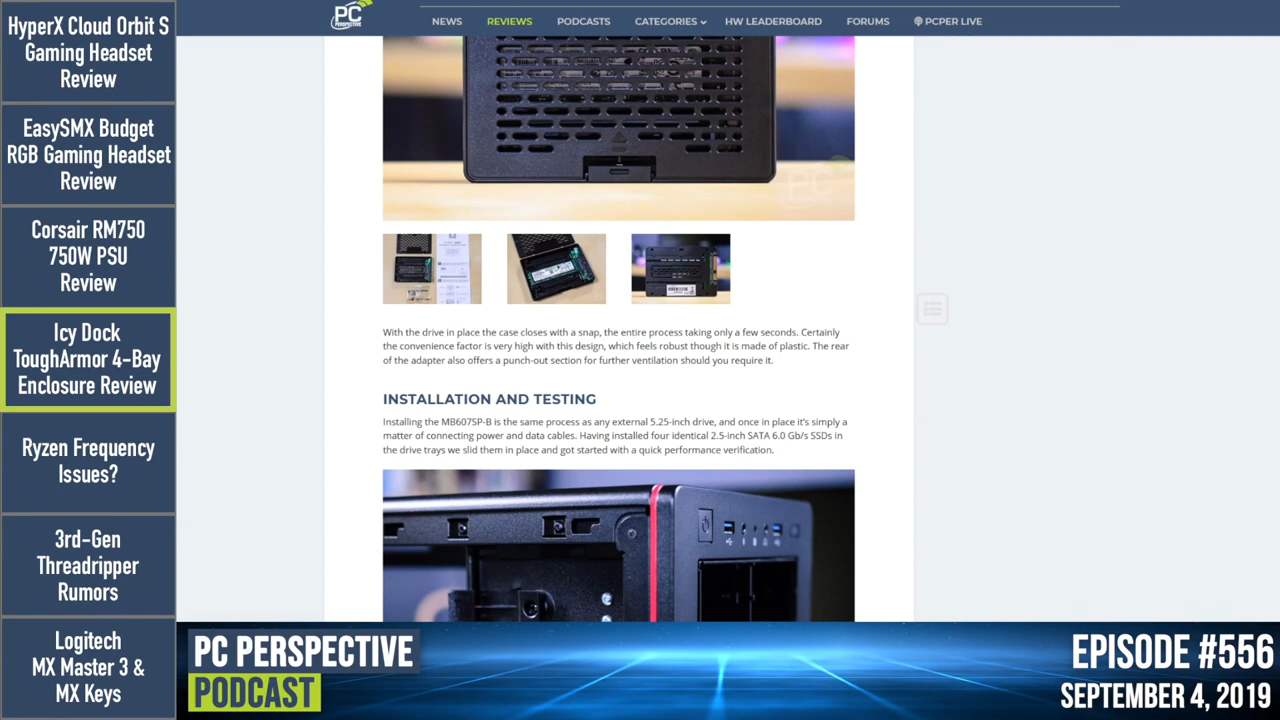 HyperX Cloud Orbit S
Gaming Headset
Review
EasySMX Budget
RGB Gaming Headset
Review
Corsair RM750
750W PSU
Review
Icy Dock
ToughArmor 4-Bay
Enclosure Review
Ryzen Frequency
Issues?
3rd-Gen
Threadripper
Rumors
Logitech
MX Master 3 &
MX Keys
PC
PERSPECTIVE
NEWS
REVIEWS
PODCASTS
CATEGORIES
HW LEADERBOARD
FORUMS
PCPER LIVE
With the drive in place the case closes with a snap, the entire process taking only a few seconds. Certainly
the convenience factor is very high with this design, which feels robust though it is made of plastic. The rear
of the adapter also offers a punch-out section for further ventilation should you require it.
INSTALLATION AND TESTING
Installing the MB607SP-B is the same process as any external 5.25-inch drive, and once in place it's simply a
matter of connecting power and data cables. Having installed four identical 2.5-inch SATA 6.0 Gb/s SSDs in
the drive trays we slid them in place and got started with a quick performance verification.
PC PERSPECTIVE
PODCAST
EPISODE #556
SEPTEMBER 4, 2019